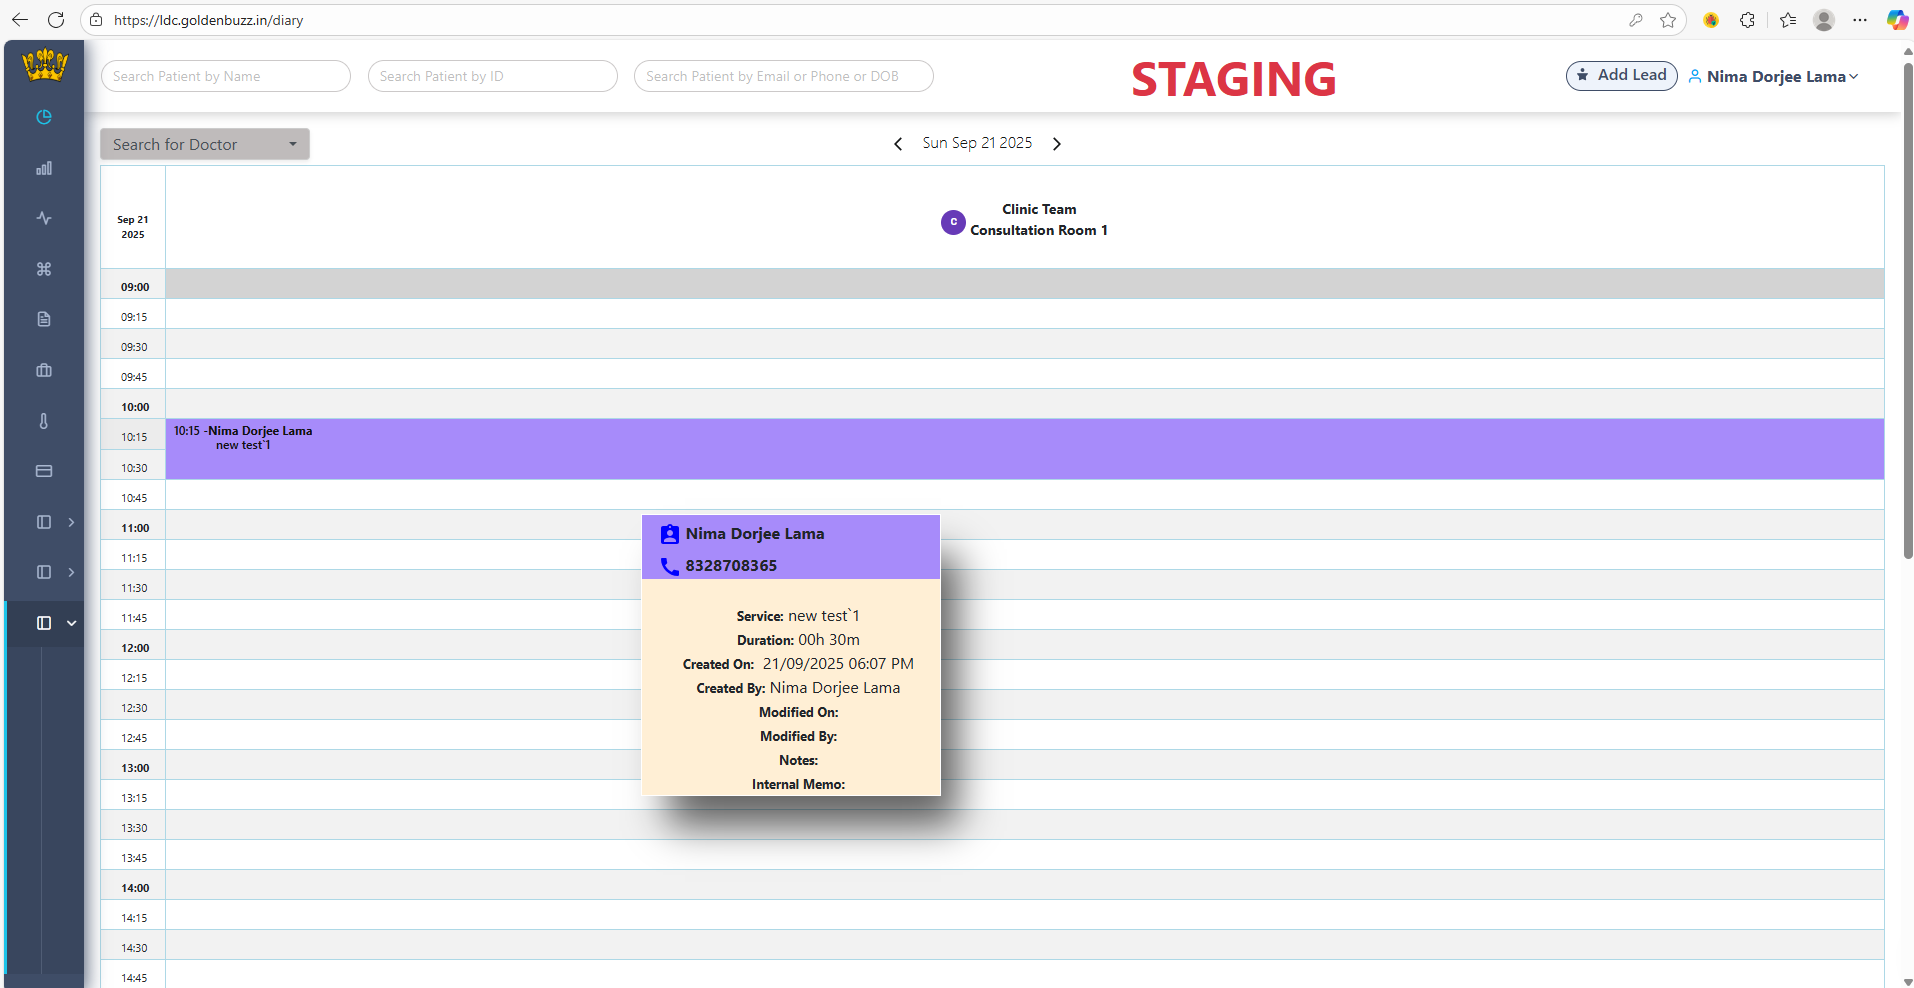 https://ldc.goldenbuzz.in/diary
Search Patient by Name
Search Patient by ID
Search Patient by Email or Phone or DOB
STAGING
Add Lead
Nima Dorjee Lama
Search for Doctor
Sun Sep 21 2025
Sep 21
2025
C
Clinic Team
Consultation Room 1
09:00
09:15
09:30
09:45
10:00
10:15
10:15 -Nima Dorjee Lama
new test`1
10:30
10:45
11:00
11:15
11:30
11:45
12:00
12:15
12:30
12:45
13:00
13:15
13:30
13:45
14:00
14:15
14:30
14:45
Nima Dorjee Lama
8328708365
Service: new test`1
Duration: 00h 30m
Created On: 21/09/2025 06:07 PM
Created By: Nima Dorjee Lama
Modified On:
Modified By:
Notes:
Internal Memo: